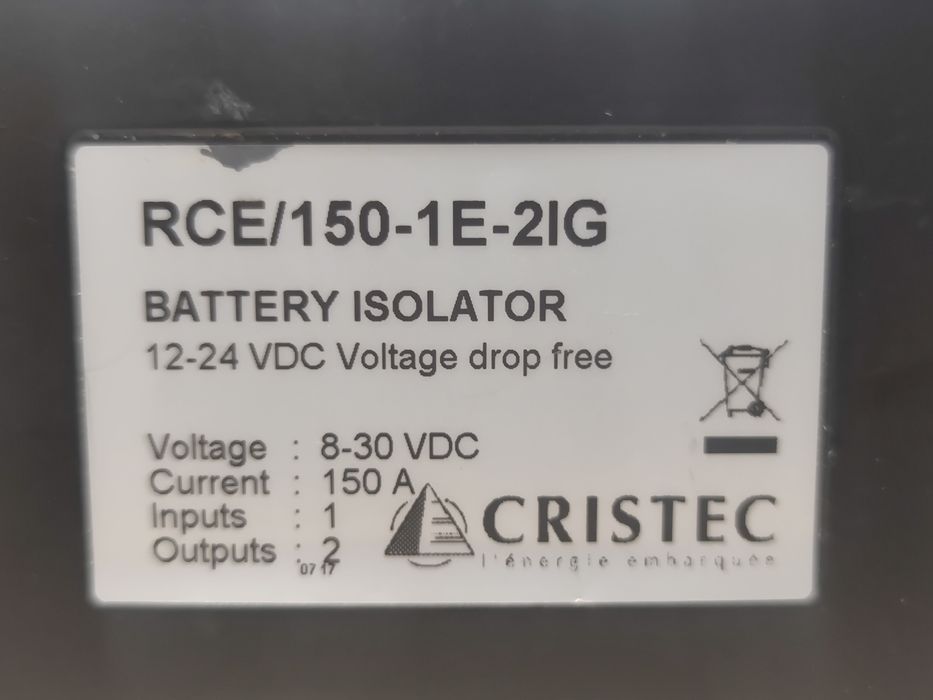 RCE/150-1E-2IG
BATTERY ISOLATOR
12-24 VDC Voltage drop free
Voltage : 8-30 VDC
Current : 150 A
Inputs : 1
Outputs : 2
07 17
CRISTEC
l'énergie embarquée